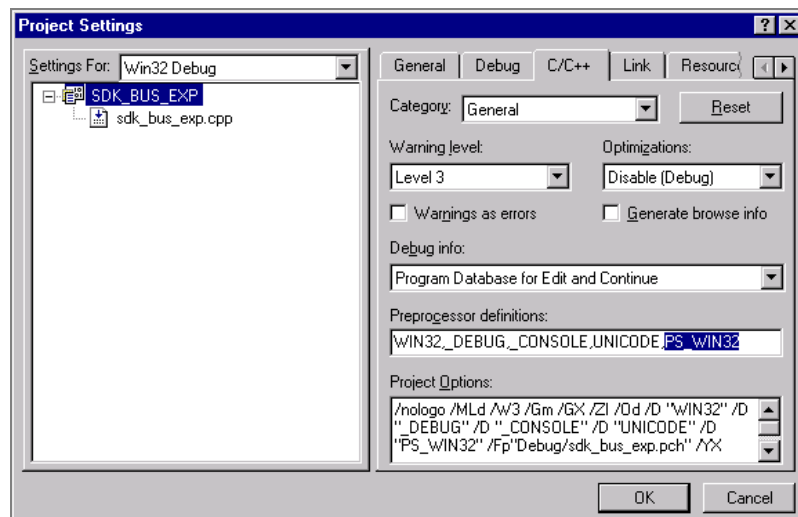 Project Settings
Settings For: Win32 Debug
SDK_BUS_EXP
sdk_bus_exp.cpp
General Debug C/C++ Link Resourc
Category: General Reset
Warning level: Optimizations:
Level 3 Disable (Debug)
Warnings as errors Generate browse info
Debug info:
Program Database for Edit and Continue
Preprocessor definitions:
WIN32,_DEBUG,_CONSOLE,UNICODE,PS_WIN32
Project Options:
/nologo /MLd /W3 /Gm /GX /ZI /Od /D "WIN32" /D
"_DEBUG" /D "_CONSOLE" /D "UNICODE" /D
"PS_WIN32" /Fp"Debug/sdk_bus_exp.pch" /YX
OK Cancel